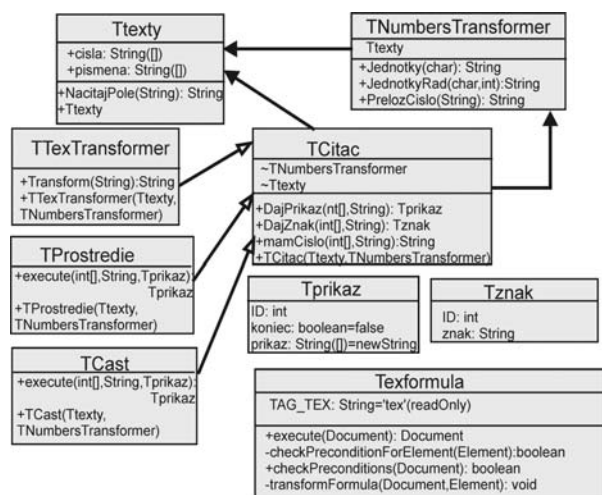 Ttexty
+cisla: String([])
+pismena: String([])
+NacitajPole(String): String
+Ttexty
TNumbersTransformer
Ttexty
+Jednotky(char): String
+JednotkyRad(char,int):String
+PrelozCislo(String): String
TTexTransformer
+Transform(String):String
+TTexTransformer(Ttexty,
TNumbersTransformer)
TCitac
~TNumbersTransformer
~Ttexty
+DajPrikaz(nt[],String): Tprikaz
+DajZnak(int[],String): Tznak
+mamCislo(int[],String):String
+TCitac(Ttexty,TNumbersTransformer)
TProstredie
+execute(int[],String,Tprikaz):
Tprikaz
+TProstredie(Ttexty,
TNumbersTransformer)
Tprikaz
ID: int
koniec: boolean=false
prikaz: String([])=newString
Tznak
ID: int
znak: String
TCast
+execute(int[],String,Tprikaz):
Tprikaz
+TCast(Ttexty,
TNumbersTransformer)
Texformula
TAG_TEX: String='tex'(readOnly)
+execute(Document): Document
-checkPreconditionForElement(Element):boolean
+checkPreconditions(Document): boolean
-transformFormula(Document,Element): void